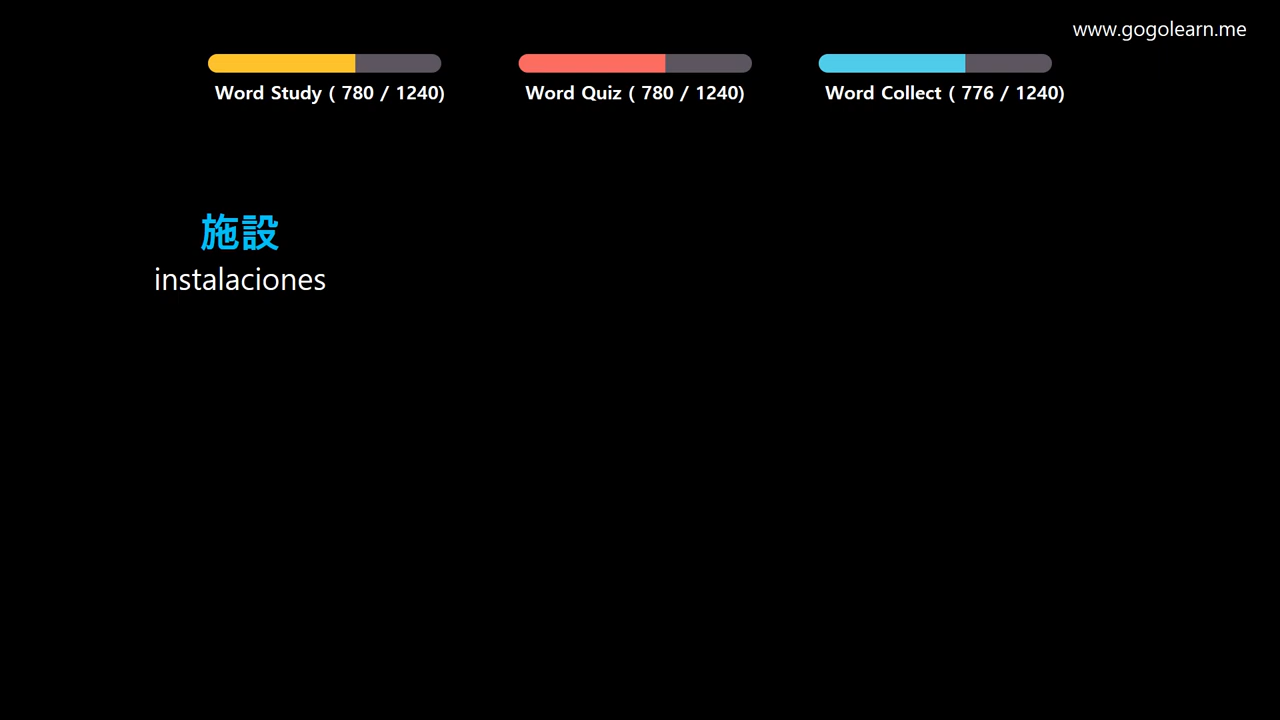 www.gogolearn.me
Word Study ( 780 / 1240)
Word Quiz ( 780 / 1240)
Word Collect ( 776 / 1240)
施設
instalaciones